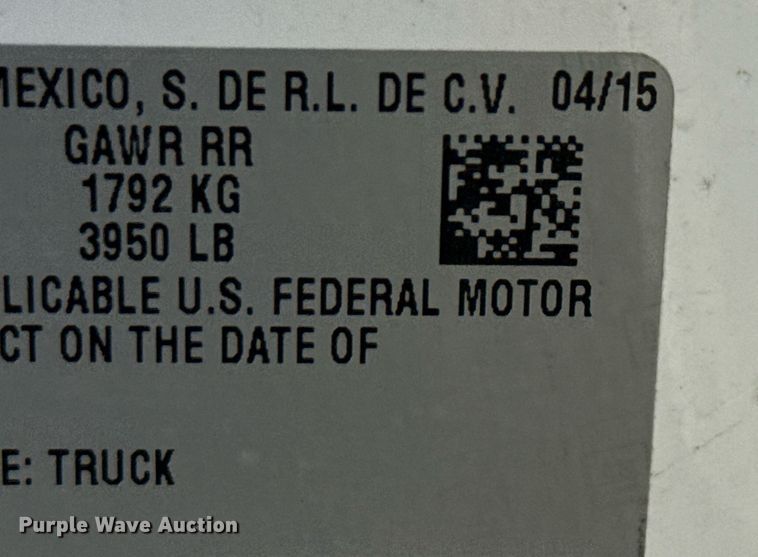 MEXICO, S. DE R.L. DE C.V. 04/15
GAWR RR
1792 KG
3950 LB
LICABLE U.S. FEDERAL MOTOR
CT ON THE DATE OF
E: TRUCK
Purple Wave Auction